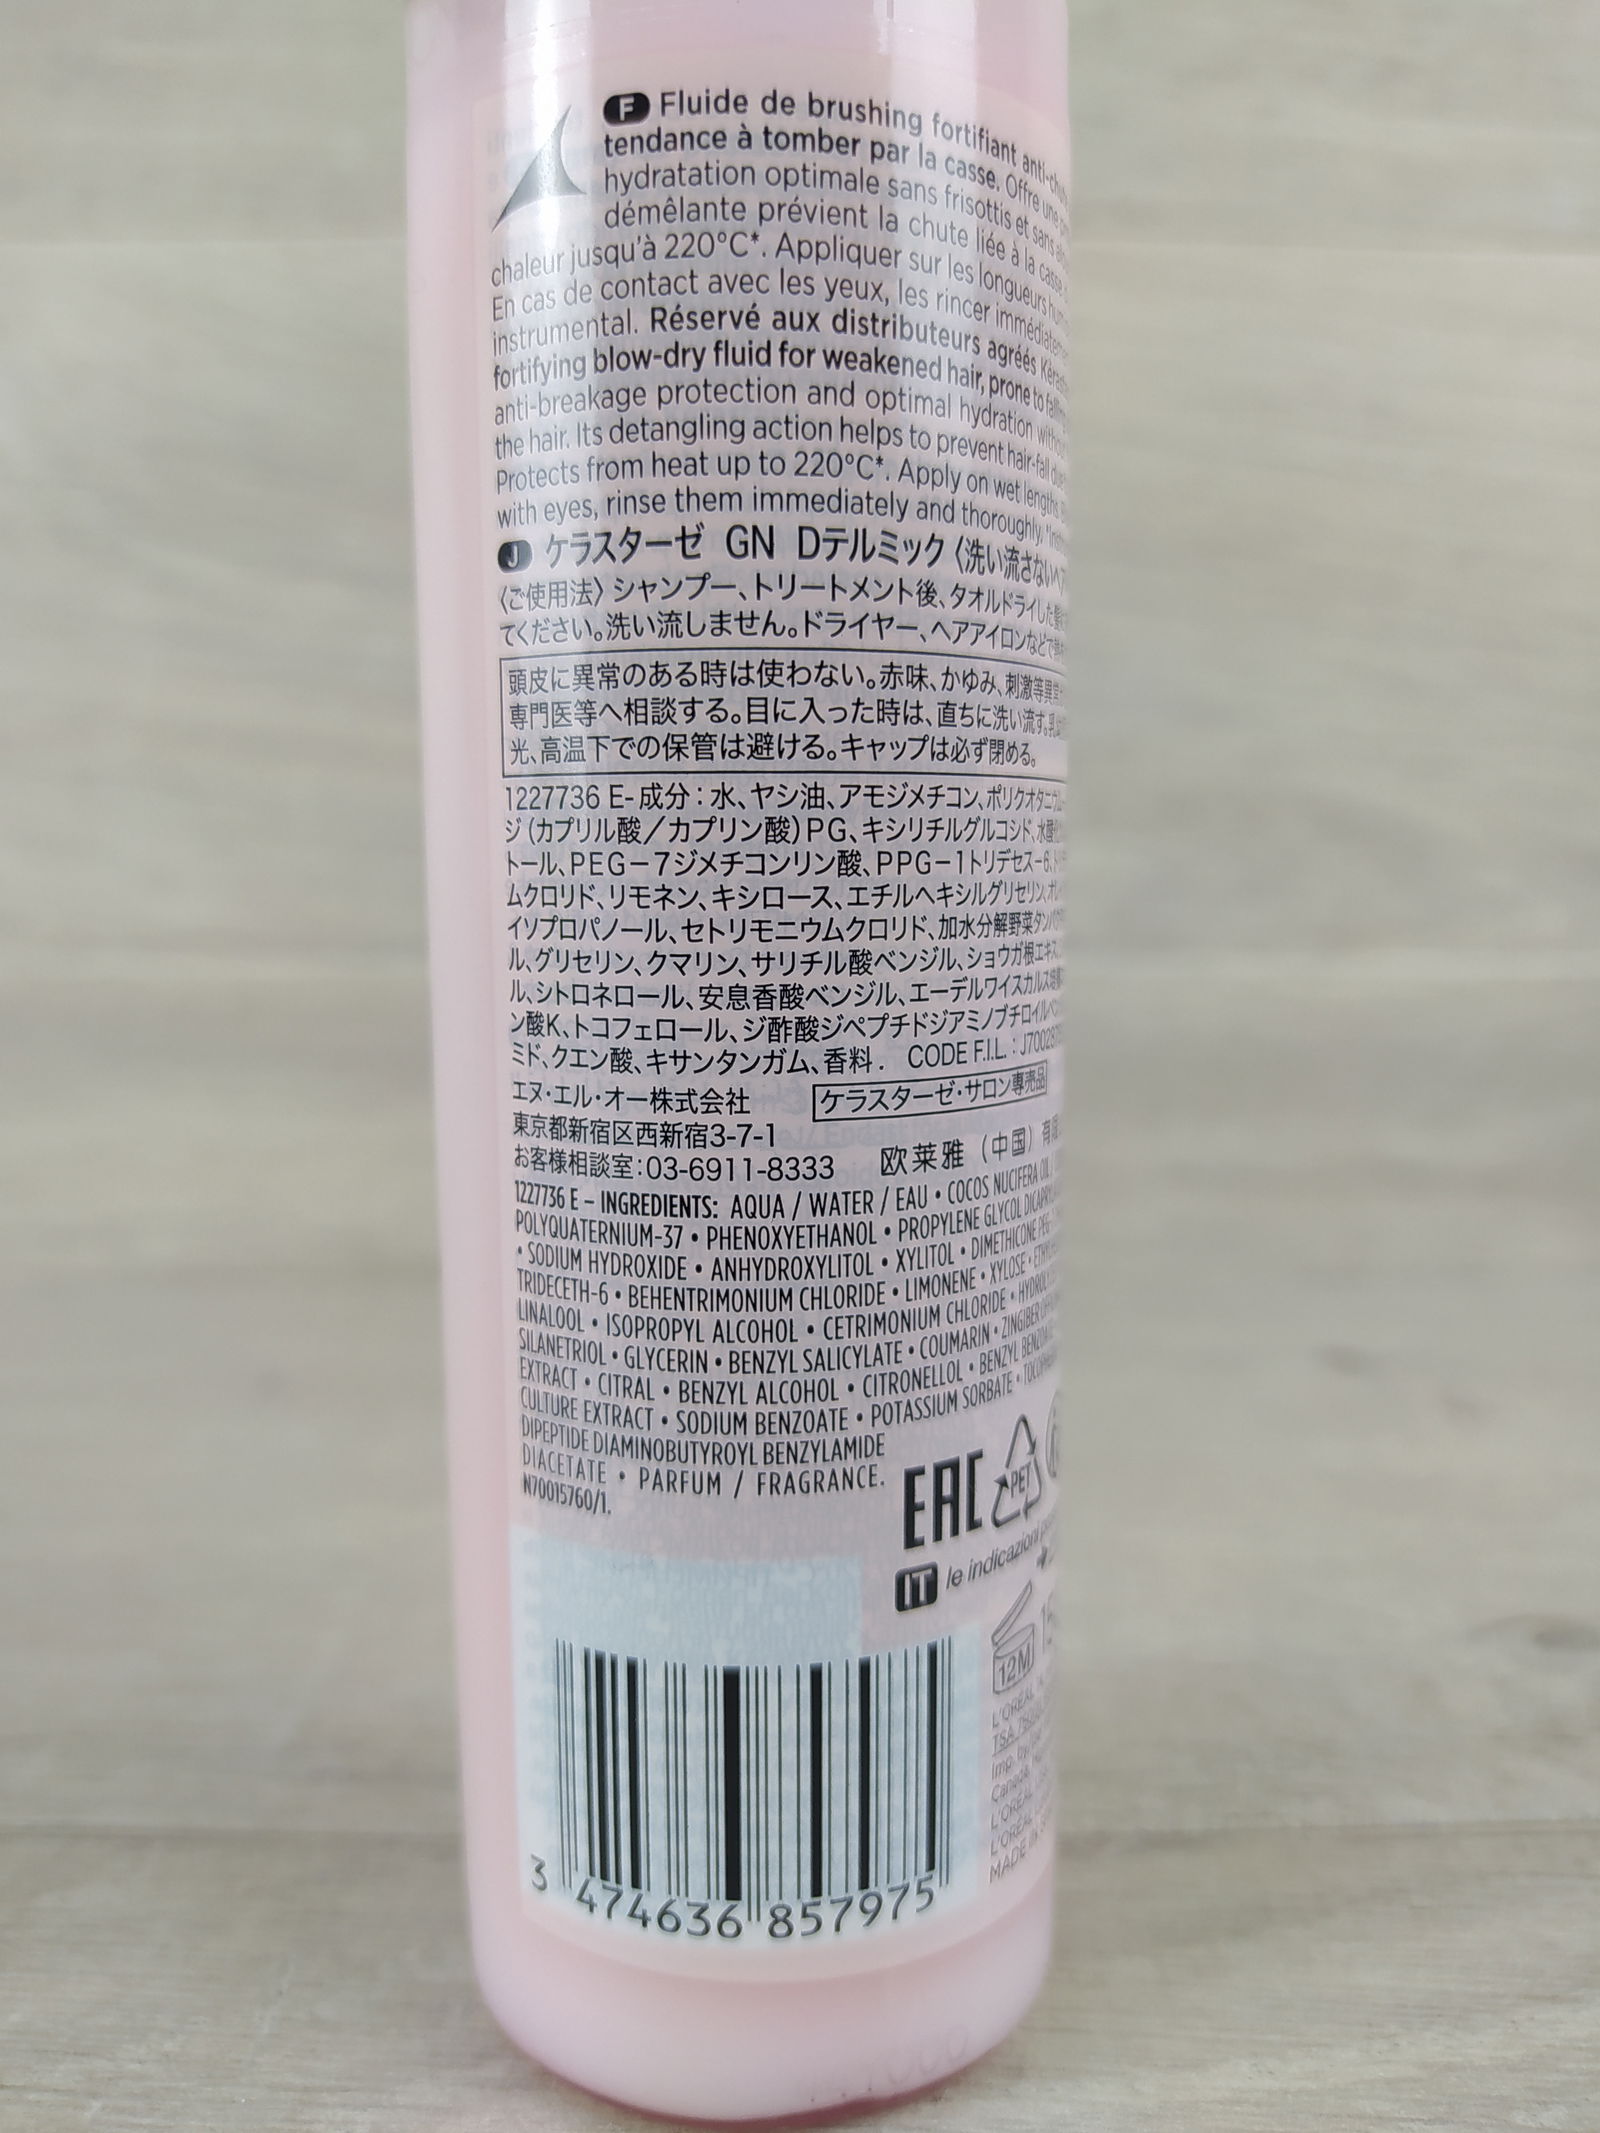 F Fluide de brushing fortifiant anti-chute
tendance à tomber par la casse. Offre une
hydratation optimale sans frisottis et sans
démêlante prévient la chute liée à la casse
chaleur jusqu'à 220°C*. Appliquer sur les longueurs
En cas de contact avec les yeux, les rincer
instrumental. Réservé aux distributeurs agréés
fortifying blow-dry fluid for weakened hair, prone to
anti-breakage protection and optimal hydration
the hair. Its detangling action helps to prevent hair-fall
Protects from heat up to 220°C*. Apply on wet lengths.
with eyes, rinse them immediately and thoroughly.
J ケラスターゼ GN Dテルミック〈洗い流さない
〈ご使用法〉シャンプー、トリートメント後、タオルドライした
てください。洗い流しません。ドライヤー、ヘアアイロンなどで
頭皮に異常のある時は使わない。赤味、かゆみ、刺激等
専門医等へ相談する。目に入った時は、直ちに洗い流す。
光、高温下での保管は避ける。キャップは必ず閉める。
1227736 E-成分：水、ヤシ油、アモジメチコン、
ジ（カプリル酸／カプリン酸）PG、キシリチルグルコシド、
トール、PEG－7ジメチコンリン酸、PPG－1トリデセス－6、
ムクロリド、リモネン、キシロース、エチルヘキシルグリセリン、
イソプロパノール、セトリモニウムクロリド、加水分解野菜
ル、グリセリン、クマリン、サリチル酸ベンジル、ショウガ根エキス、
ル、シトロネロール、安息香酸ベンジル、エーデルワイスカルス
ン酸K、トコフェロール、ジ酢酸ジペプチドジアミノブチロイル
ミド、クエン酸、キサンタンガム、香料． CODE F.I.L. :
エヌ・エル・オー株式会社 ケラスターゼ・サロン専売品
東京都新宿区西新宿3-7-1
お客様相談室：03-6911-8333 欧莱雅（中国）
1227736 E – INGREDIENTS: AQUA / WATER / EAU • COCOS NUCIFERA OIL /
POLYQUATERNIUM-37 • PHENOXYETHANOL • PROPYLENE GLYCOL
• SODIUM HYDROXIDE • ANHYDROXYLITOL • XYLITOL • DIMETHICONE
TRIDECETH-6 • BEHENTRIMONIUM CHLORIDE • LIMONENE • XYLOSE •
LINALOOL • ISOPROPYL ALCOHOL • CETRIMONIUM CHLORIDE •
SILANETRIOL • GLYCERIN • BENZYL SALICYLATE • COUMARIN • ZINGIBER
EXTRACT • CITRAL • BENZYL ALCOHOL • CITRONELLOL • BENZYL
CULTURE EXTRACT • SODIUM BENZOATE • POTASSIUM SORBATE •
DIPEPTIDE DIAMINOBUTYROYL BENZYLAMIDE
DIACETATE • PARFUM / FRAGRANCE.
N70015760/1.
EAC PET
IT le indicazioni
12M
L'ORÉAL
TSA
Imp. by
Canada,
L'ORÉAL
L'ORÉAL
MADE IN
3 474636 857975